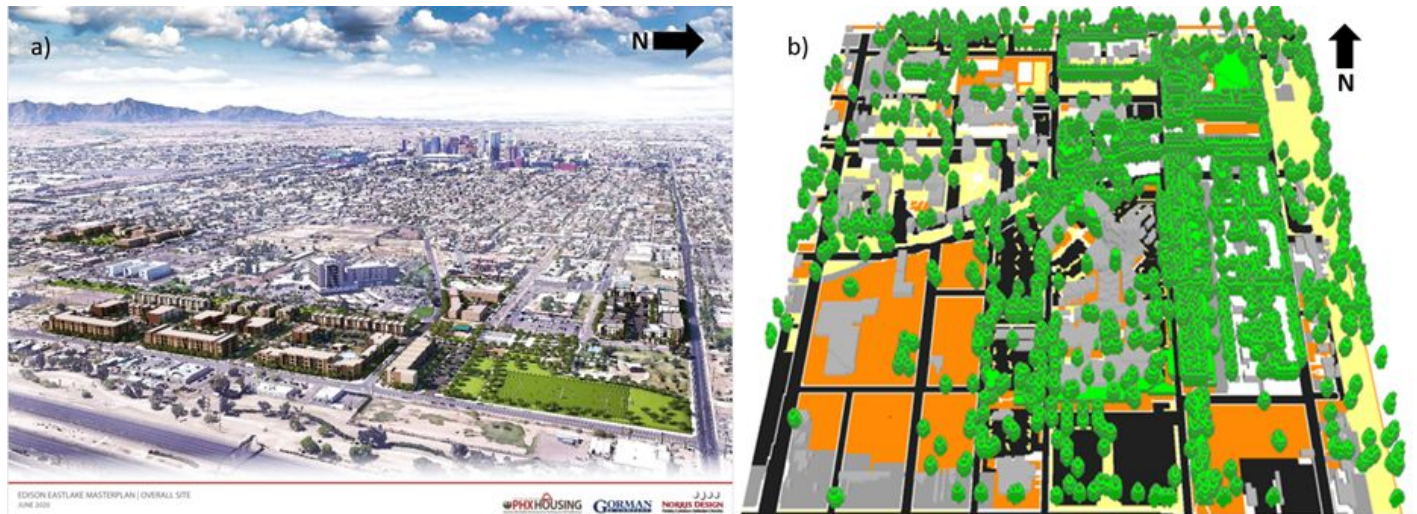 a)
N
b)
N
EDISON EASTLAKE MASTERPLAN | OVERALL SITE
JUNE 2020
PHXHOUSING
GORMAN
NORRIS DESIGN